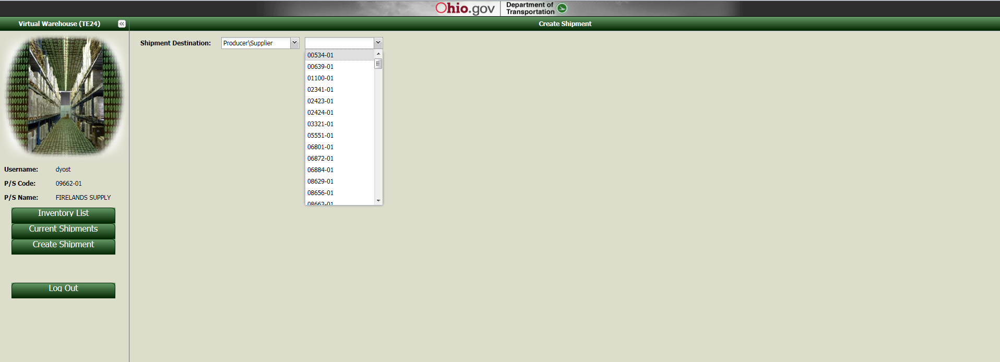 Ohio.gov
Department of
Transportation
Virtual Warehouse (TE24)
Create Shipment
Shipment Destination:
Producer\Supplier
00534-01
00639-01
01100-01
02341-01
02423-01
02424-01
03321-01
05551-01
06801-01
06872-01
06884-01
08629-01
08656-01
08663-01
Username: dyost
P/S Code: 09662-01
P/S Name: FIRELANDS SUPPLY
Inventory List
Current Shipments
Create Shipment
Log Out